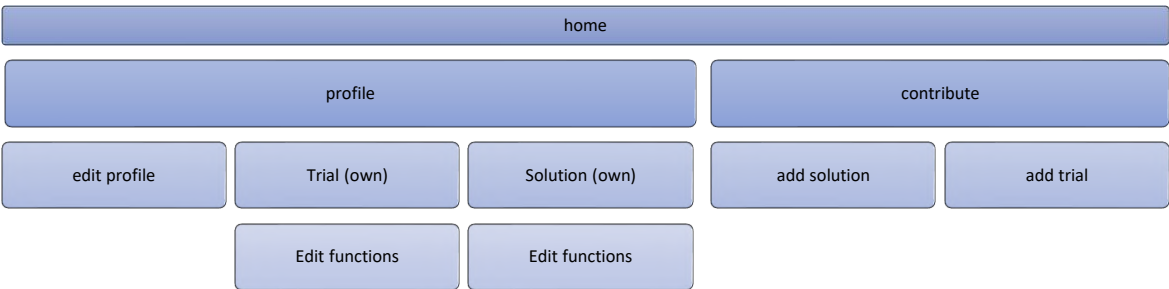 home
profile
contribute
edit profile
Trial (own)
Solution (own)
add solution
add trial
Edit functions
Edit functions